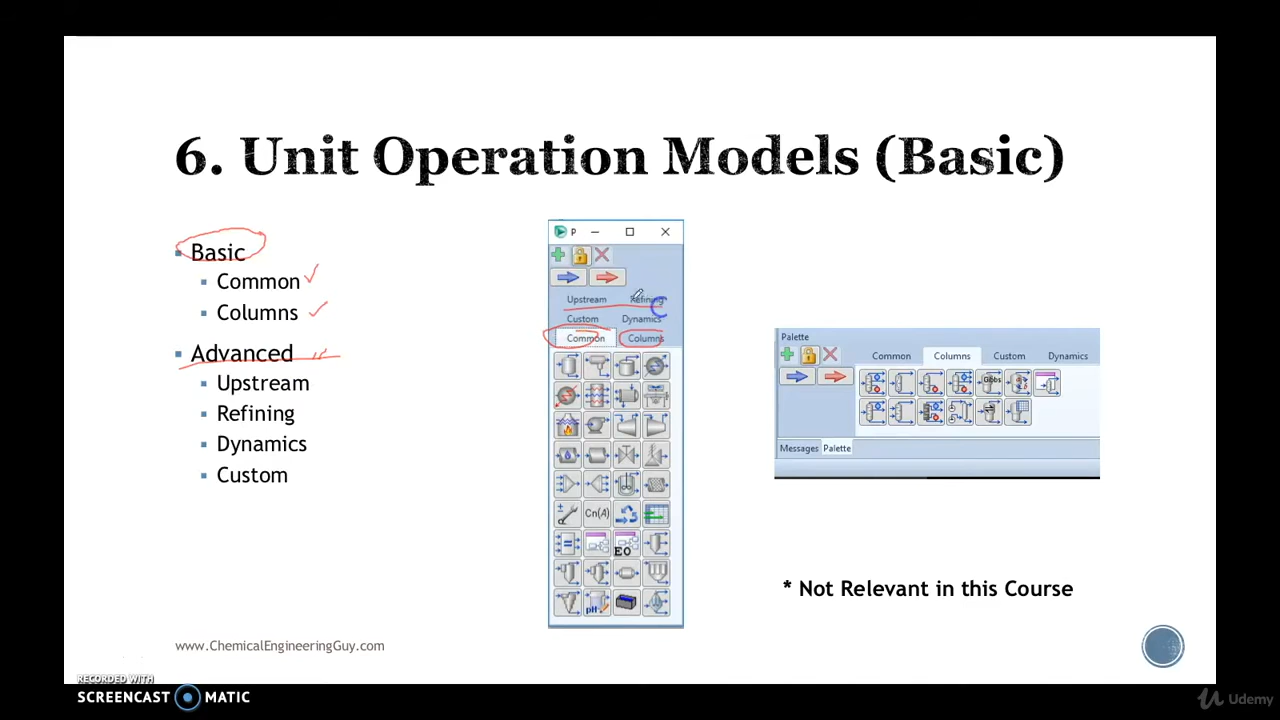 6. Unit Operation Models (Basic)
Basic
Common
Columns
Advanced
Upstream
Refining
Dynamics
Custom
P
Upstream Refining
Custom Dynamics
Common Columns
Cn(A)
EO
pH
Palette
Common Columns Custom Dynamics
Gibbs
Messages Palette
* Not Relevant in this Course
www.ChemicalEngineeringGuy.com
RECORDED WITH
SCREENCAST MATIC
Udemy